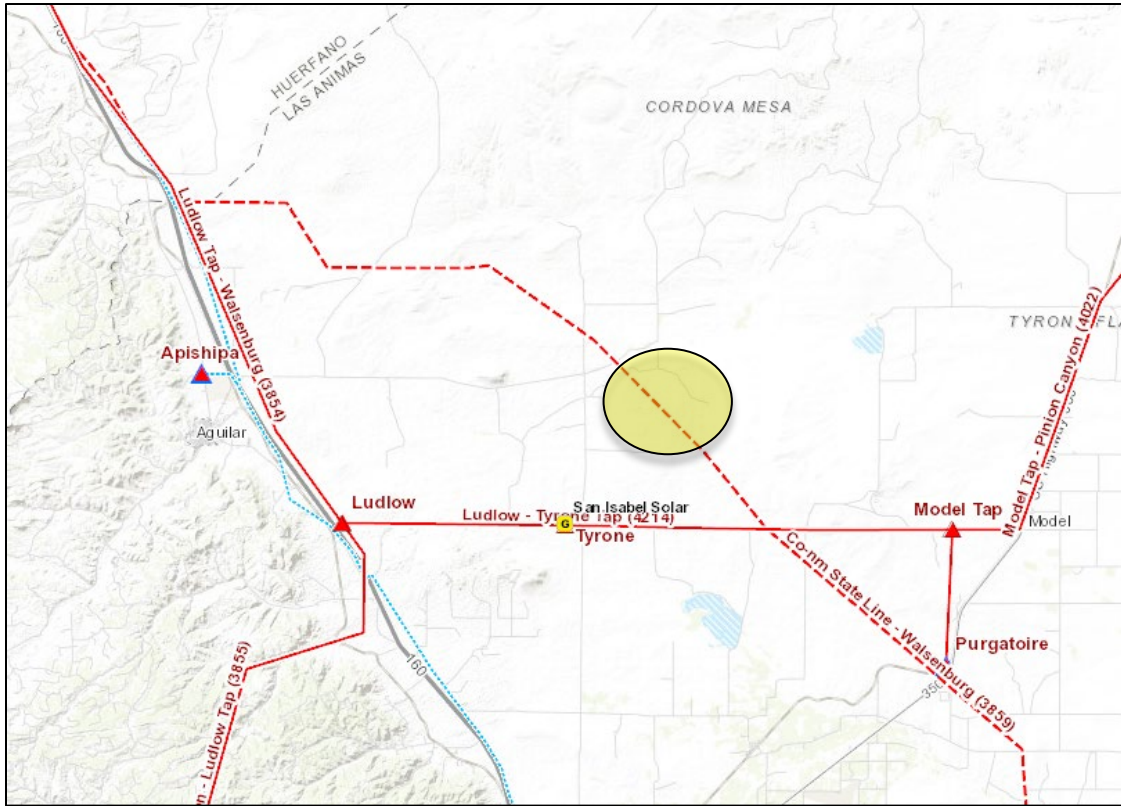 HUERFANO
LAS ANIMAS
CORDOVA MESA
Ludlow Tap - Walsenburg (3854)
TYRON
Model Tap - Pinion Canyon (4022)
Apishipa
Aguilar
Ludlow
San Isabel Solar
Ludlow - Tyrone Tap (4214)
G
Tyrone
Model Tap
Model
Co-nm State Line - Walsenburg (3859)
Purgatoire
350
160
n - Ludlow Tap (3855)